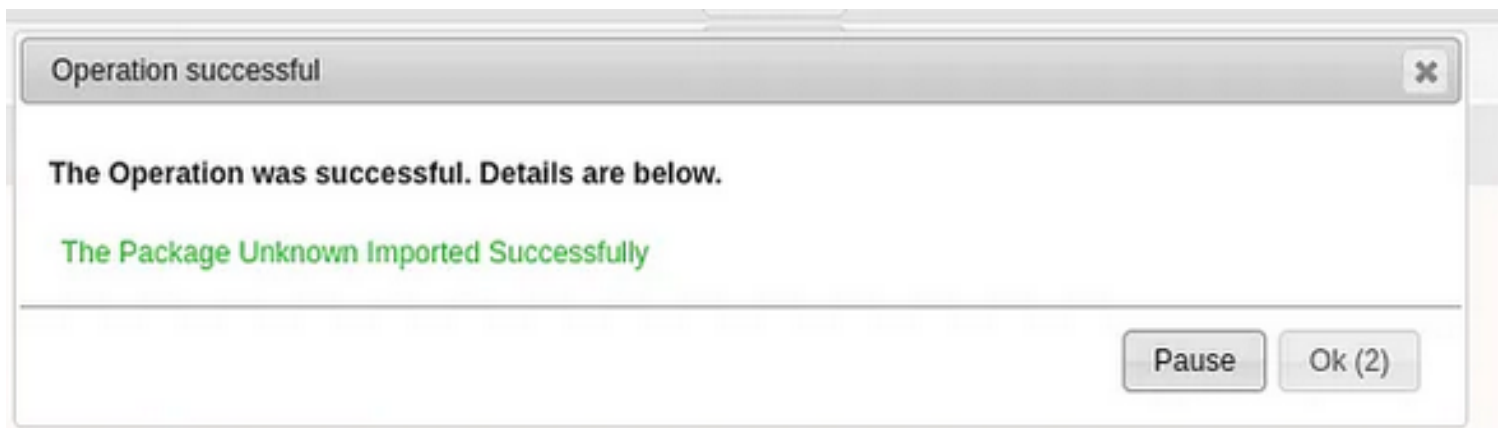 Operation successful
The Operation was successful. Details are below.
The Package Unknown Imported Successfully
Pause Ok (2)